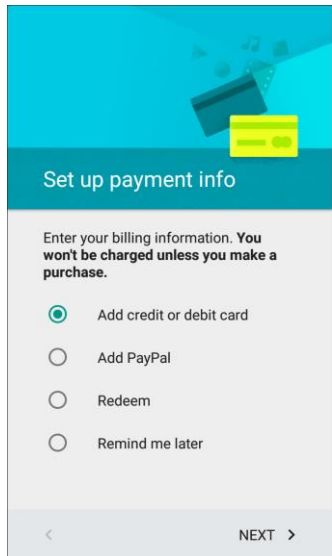 Set up payment info
Enter your billing information. You
won't be charged unless you make a
purchase.
Add credit or debit card
Add PayPal
Redeem
Remind me later
NEXT